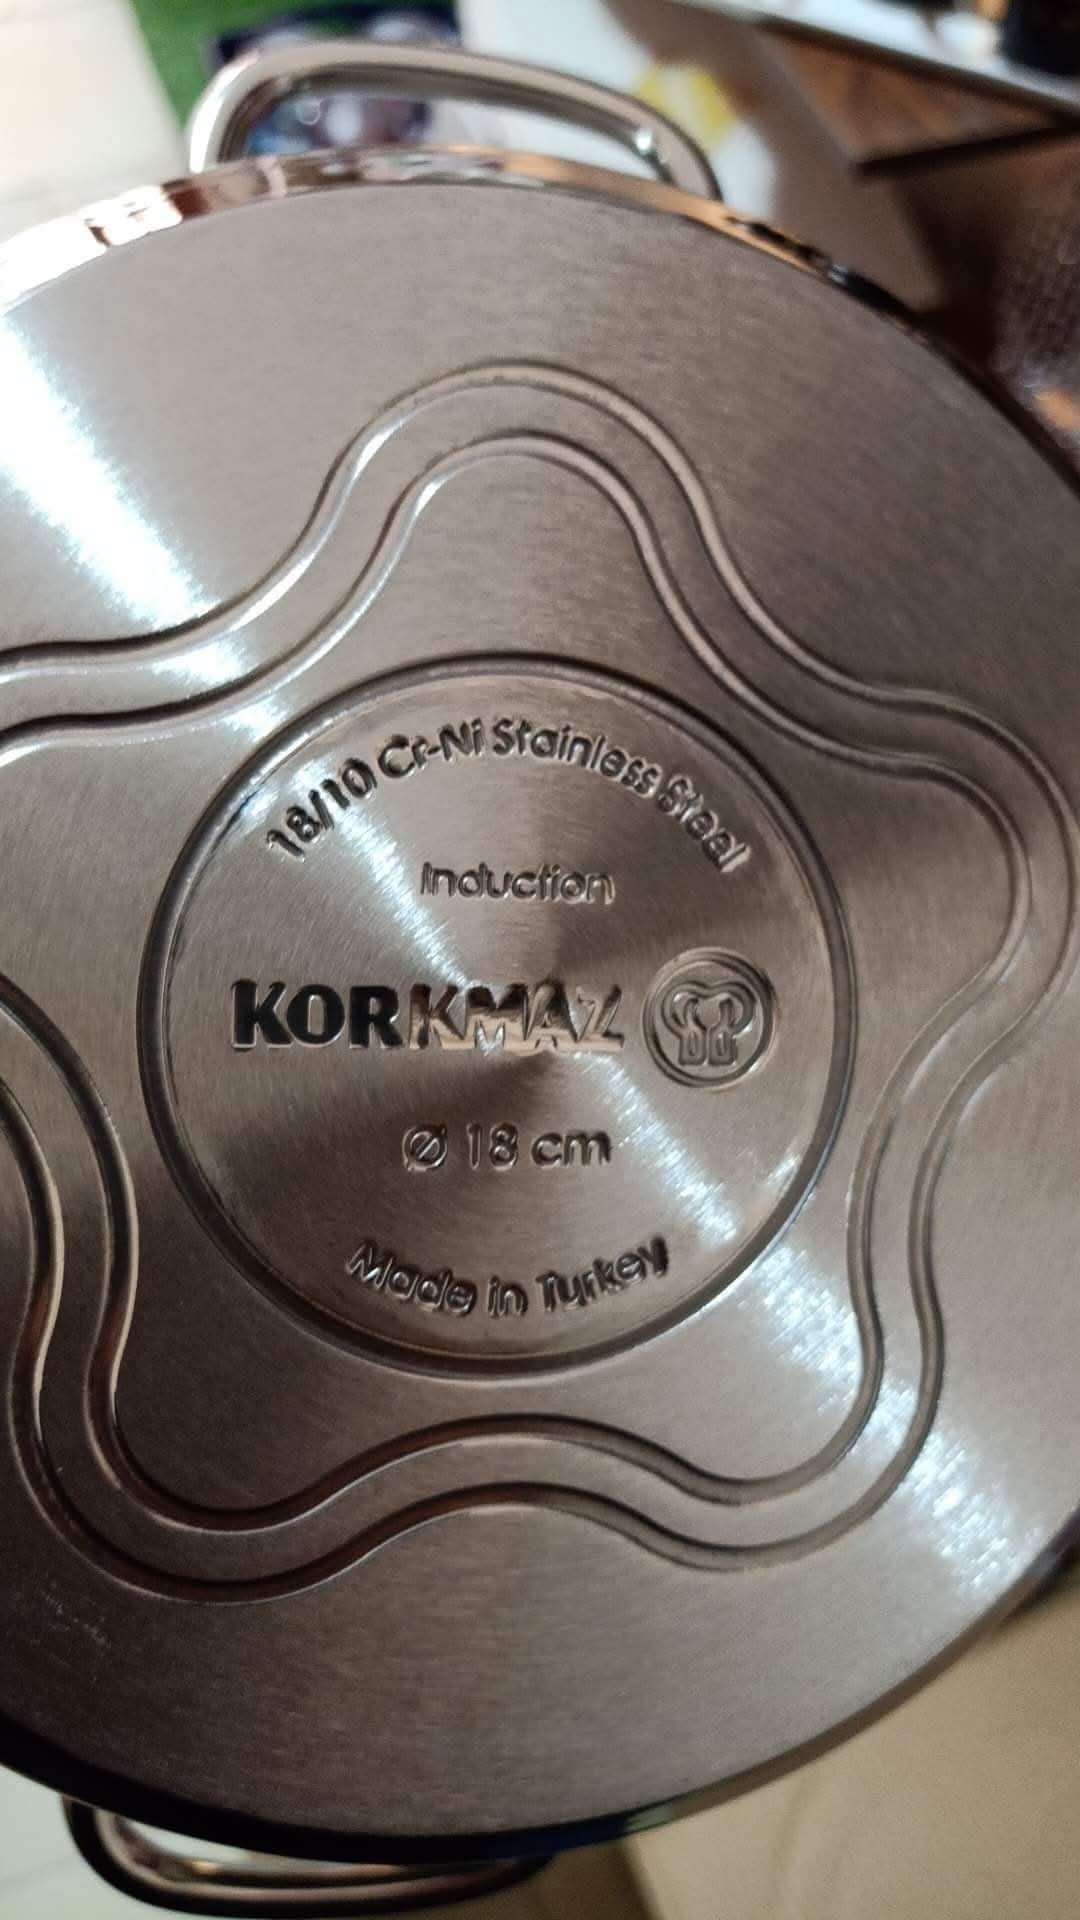 18/10 Cr-Ni Stainless Steel
Induction
KORKMAZ
Ø 18 cm
Made in Turkey